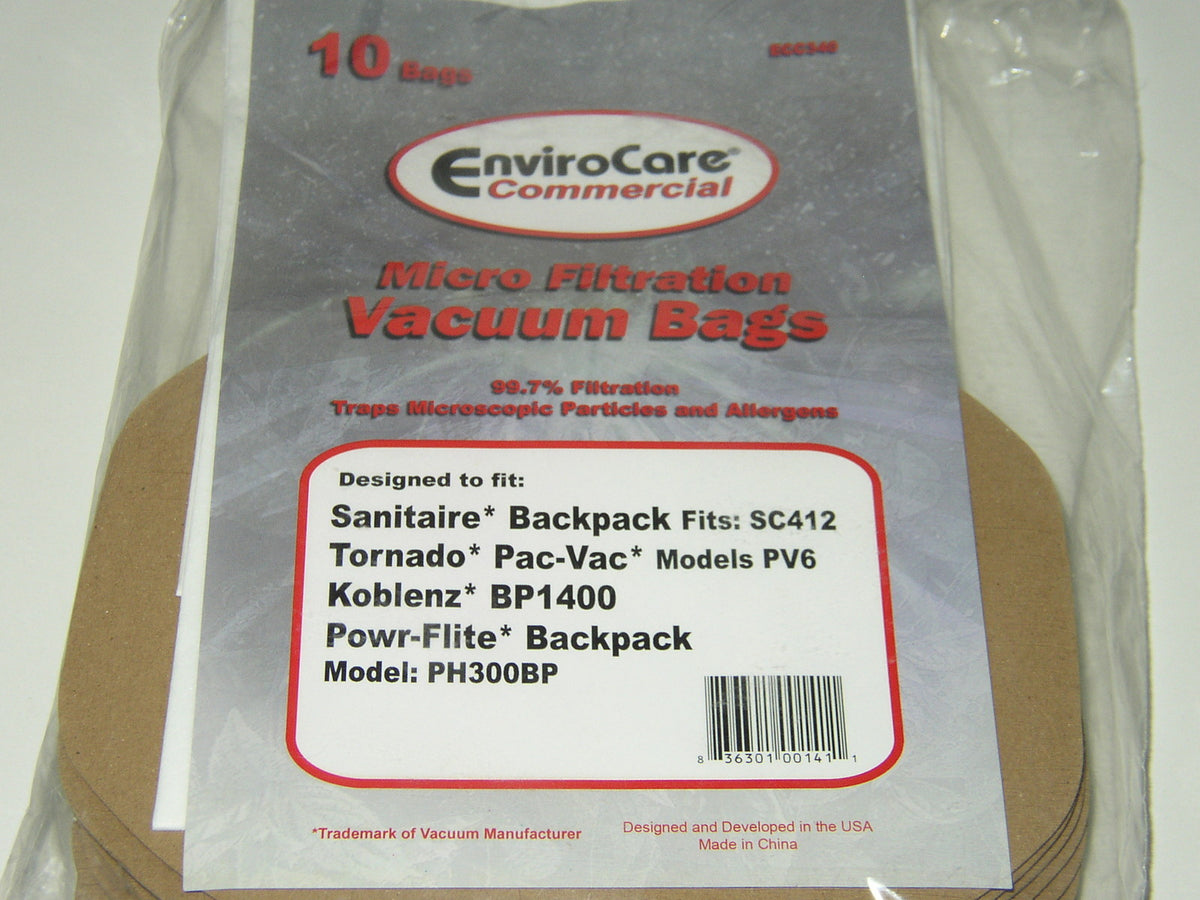 10 Bags
ECC346
EnviroCare®
Commercial
Micro Filtration
Vacuum Bags
99.7% Filtration
Traps Microscopic Particles and Allergens
Designed to fit:
Sanitaire* Backpack Fits: SC412
Tornado* Pac-Vac* Models PV6
Koblenz* BP1400
Powr-Flite* Backpack
Model: PH300BP
8 36301 00141 1
*Trademark of Vacuum Manufacturer
Designed and Developed in the USA
Made in China